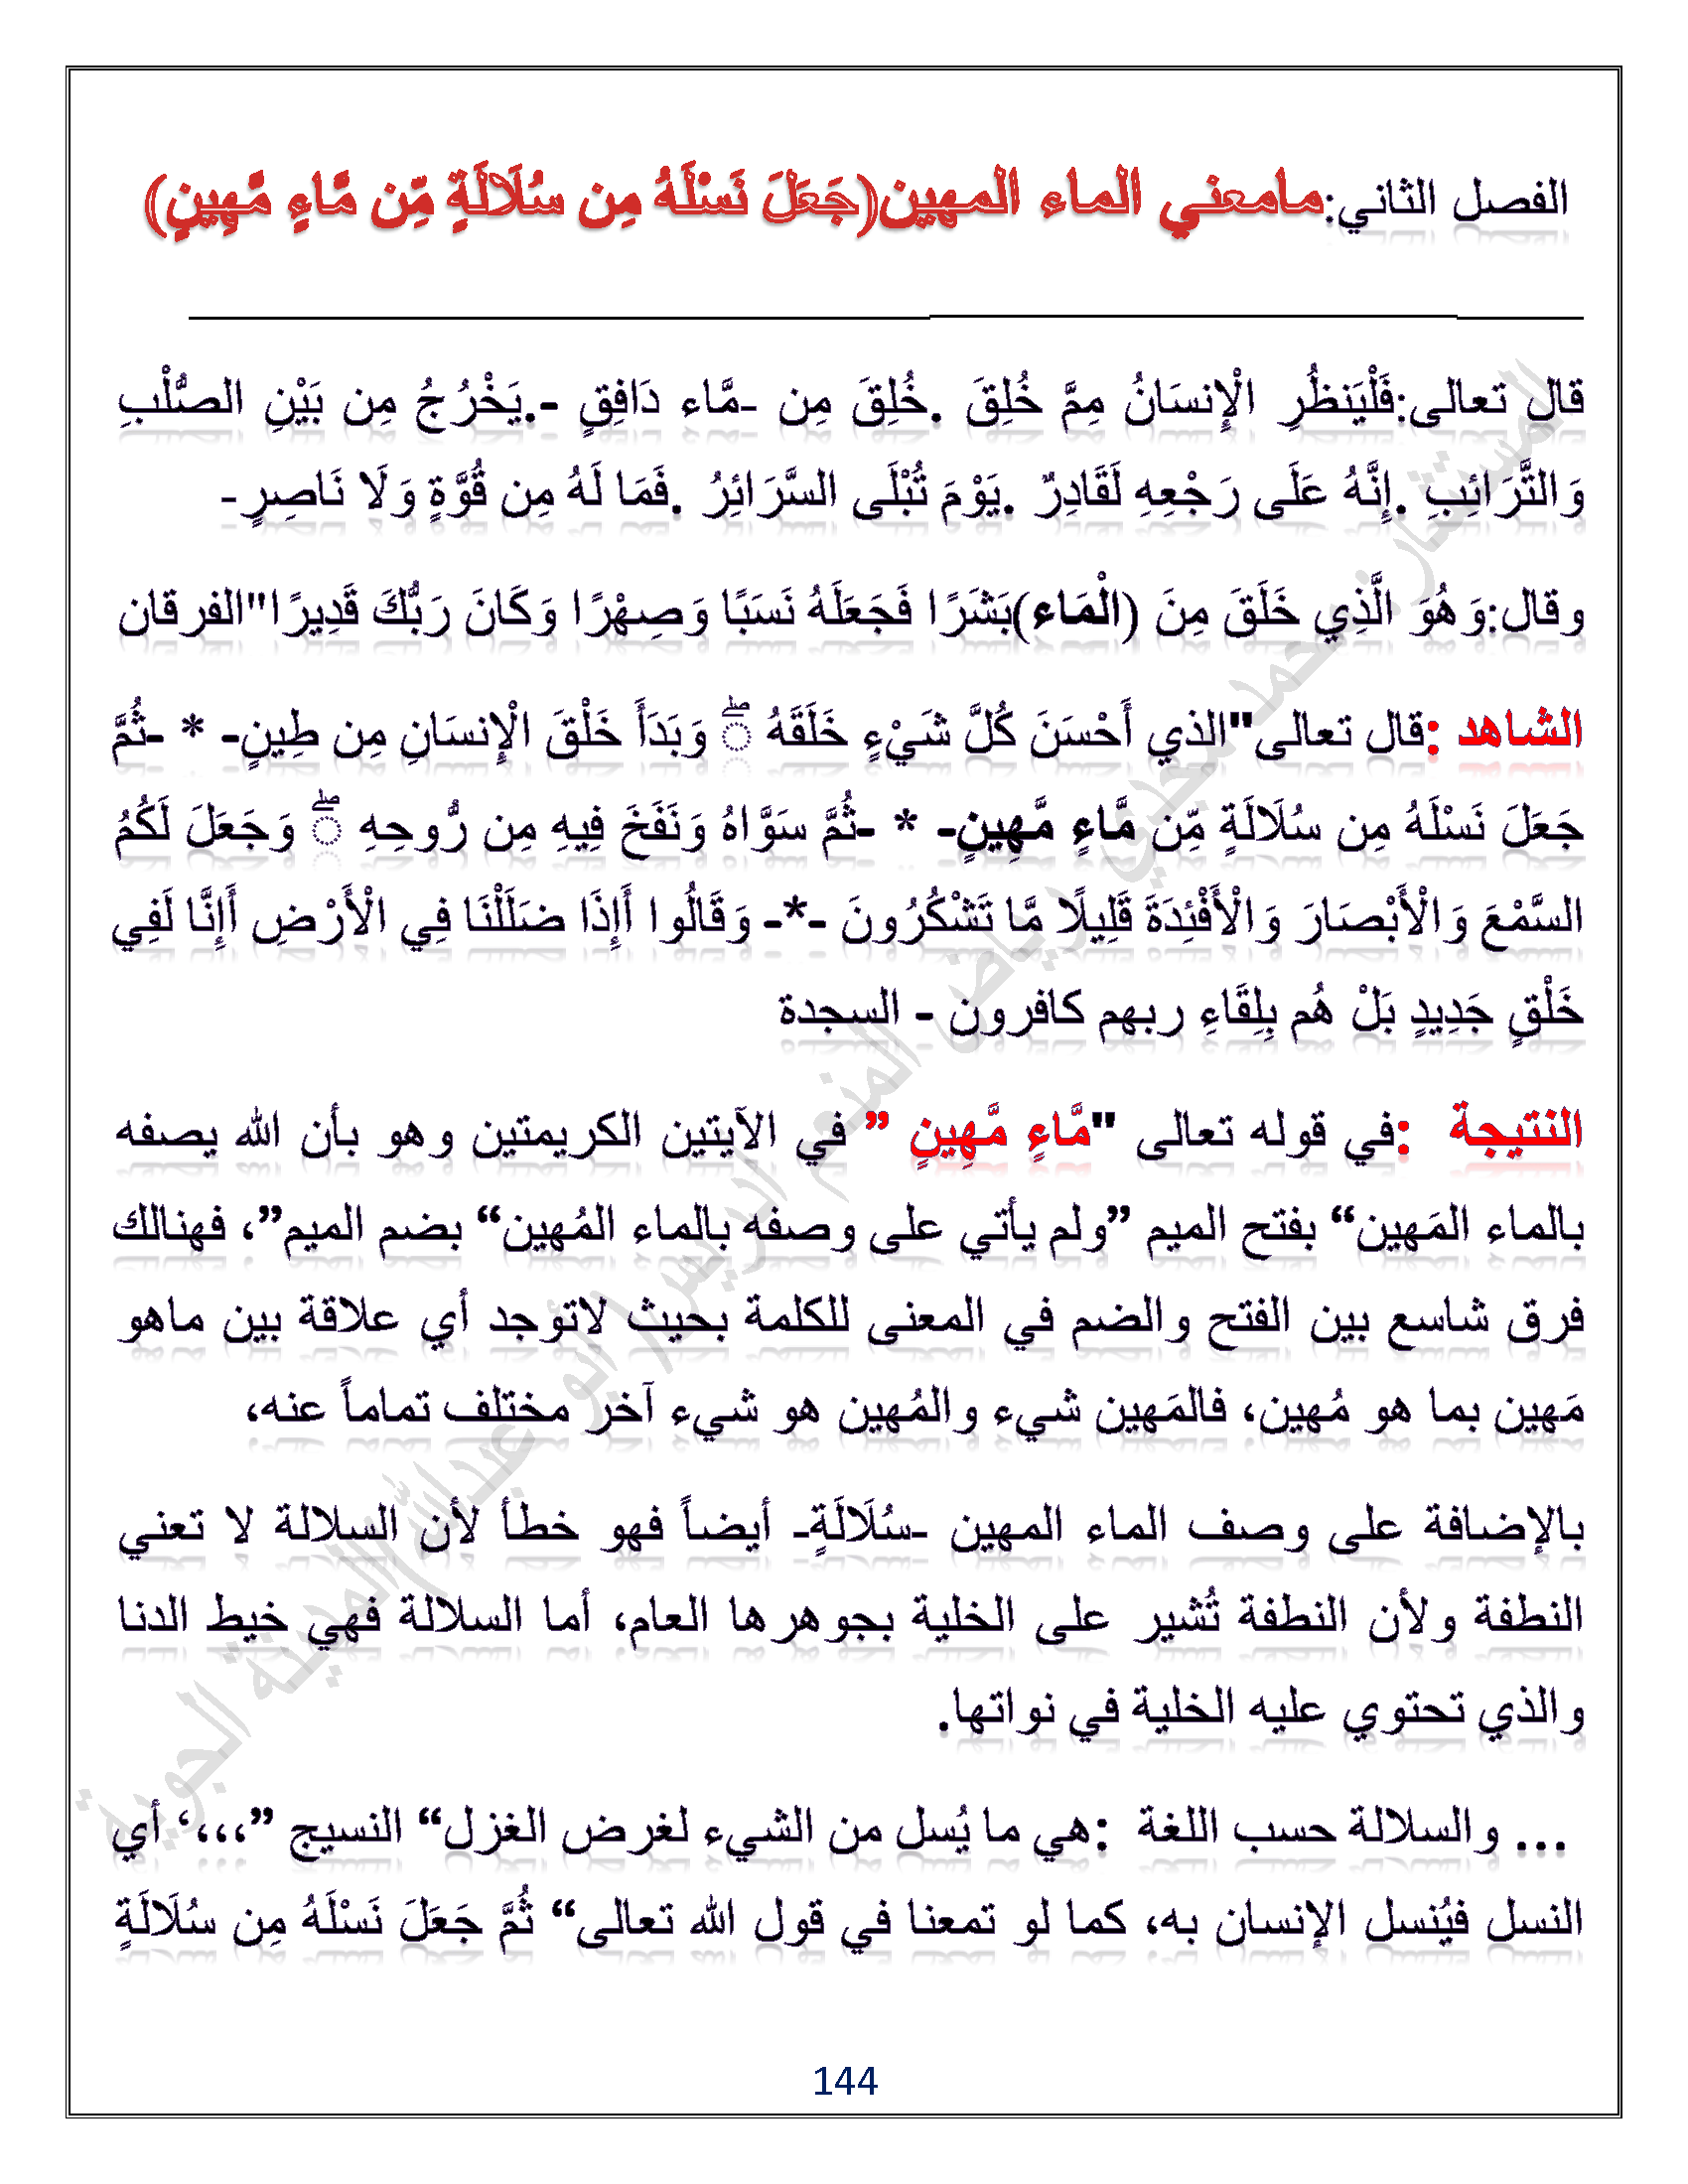 الفصل الثاني:مامعني الماء المهين(جَعَلَ نَسْلَهُ مِن سُلَالَةٍ مِّن مَّاءٍ مَّهِينٍ)
قال تعالى:فَلْيَنظُرِ الْإِنسَانُ مِمَّ خُلِقَ .خُلِقَ مِن -مَّاء دَافِقٍ -.يَخْرُجُ مِن بَيْنِ الصُّلْبِ
وَالتَّرَائِبِ .إِنَّهُ عَلَى رَجْعِهِ لَقَادِرٌ .يَوْمَ تُبْلَى السَّرَائِرُ .فَمَا لَهُ مِن قُوَّةٍ وَلَا نَاصِرٍ-
وقال:وَهُوَ الَّذِي خَلَقَ مِنَ (الْمَاء)بَشَرًا فَجَعَلَهُ نَسَبًا وَصِهْرًا وَكَانَ رَبُّكَ قَدِيرًا"الفرقان
الشاهد :قال تعالى"الذي أَحْسَنَ كُلَّ شَيْءٍ خَلَقَهُ ۖ وَبَدَأَ خَلْقَ الْإِنسَانِ مِن طِينٍ- * -ثُمَّ
جَعَلَ نَسْلَهُ مِن سُلَالَةٍ مِّن مَّاءٍ مَّهِينٍ- * -ثُمَّ سَوَّاهُ وَنَفَخَ فِيهِ مِن رُّوحِهِ ۖ وَجَعَلَ لَكُمُ
السَّمْعَ وَالْأَبْصَارَ وَالْأَفْئِدَةَ قَلِيلًا مَّا تَشْكُرُونَ -*- وَقَالُوا أَإِذَا ضَلَلْنَا فِي الْأَرْضِ أَإِنَّا لَفِي
خَلْقٍ جَدِيدٍ بَلْ هُم بِلِقَاءِ ربهم كافرون - السجدة
النتيجة :في قوله تعالى "مَّاءٍ مَّهِينٍ ” في الآيتين الكريمتين وهو بأن الله يصفه
بالماء المَهين“ بفتح الميم ”ولم يأتي على وصفه بالماء المُهين“ بضم الميم”، فهنالك
فرق شاسع بين الفتح والضم في المعنى للكلمة بحيث لاتؤجد أي علاقة بين ماهو
مَهين بما هو مُهين، فالمَهين شيء والمُهين هو شيء آخر مختلف تماماً عنه،
بالإضافة على وصف الماء المهين -سُلَالَةٍ- أيضاً فهو خطأ لأن السلالة لا تعني
النطفة ولأن النطفة تُشير على الخلية بجوهرها العام، أما السلالة فهي خيط الدنا
والذي تحتوي عليه الخلية في نواتها.
... والسلالة حسب اللغة :هي ما يُسل من الشيء لغرض الغزل“ النسيج ”،،،‘ أي
النسل فيُنسل الإنسان به، كما لو تمعنا في قول الله تعالى“ ثُمَّ جَعَلَ نَسْلَهُ مِن سُلَالَةٍ
144